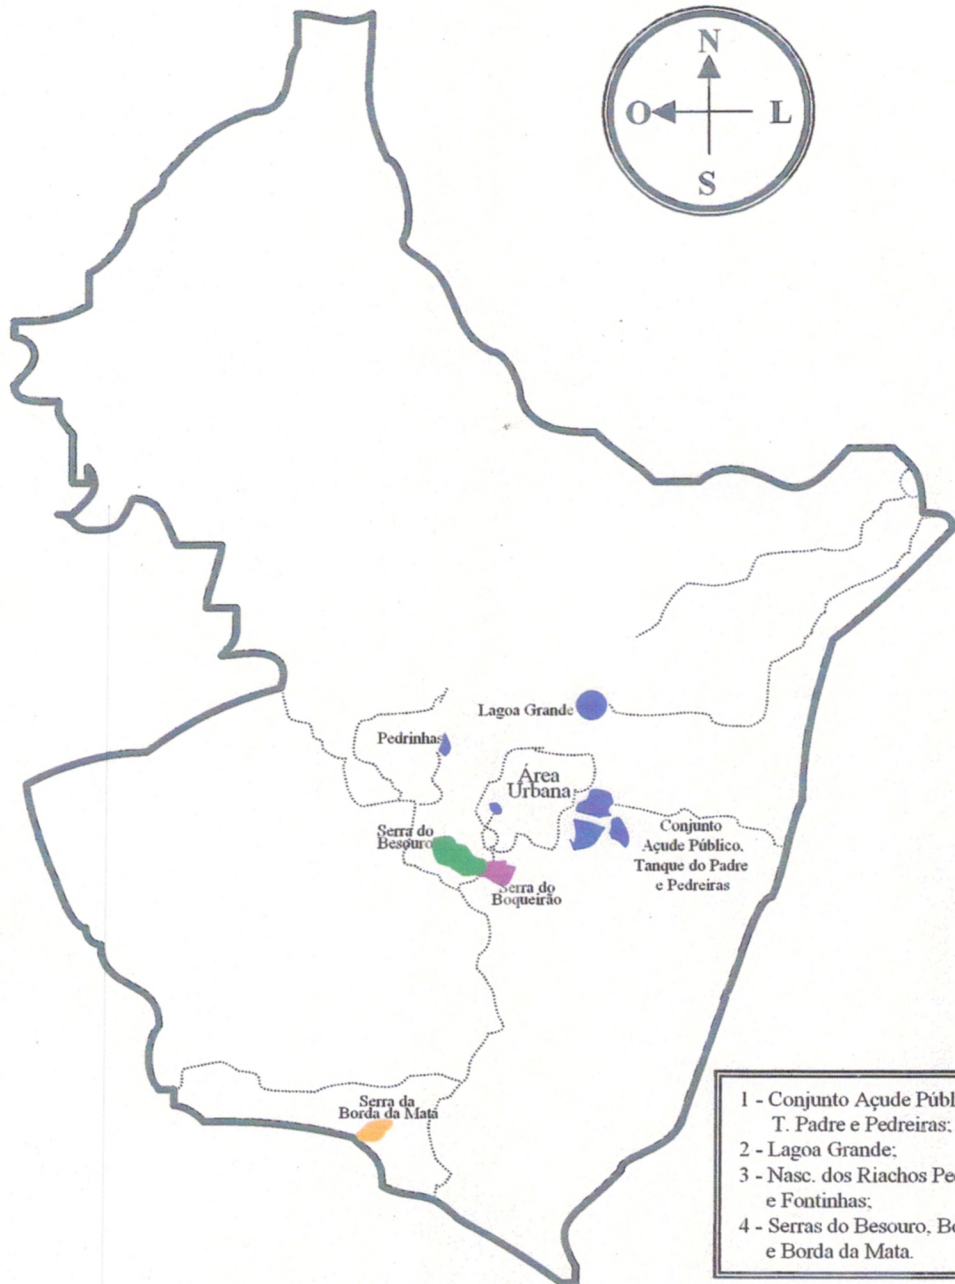 N
O
L
S
Lagoa Grande
Pedrinhas
Área
Urbana
Serra do
Besouro
Conjunto
Açude Público,
Tanque do Padre
e Pedreiras
Serra do
Boqueirão
Serra da
Borda da Mata
1 - Conjunto Açude Públ
T. Padre e Pedreiras;
2 - Lagoa Grande;
3 - Nasc. dos Riachos Pe
e Fontinhas;
4 - Serras do Besouro, Bo
e Borda da Mata.